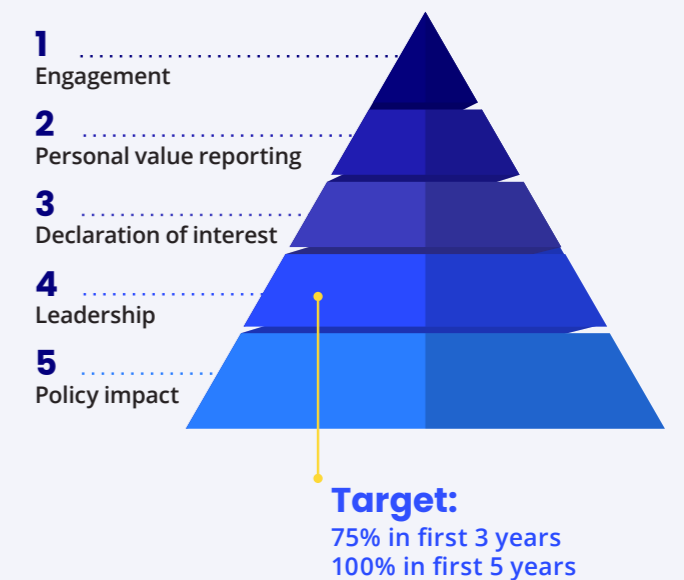 1
Engagement
2
Personal value reporting
3
Declaration of interest
4
Leadership
5
Policy impact
Target:
75% in first 3 years
100% in first 5 years